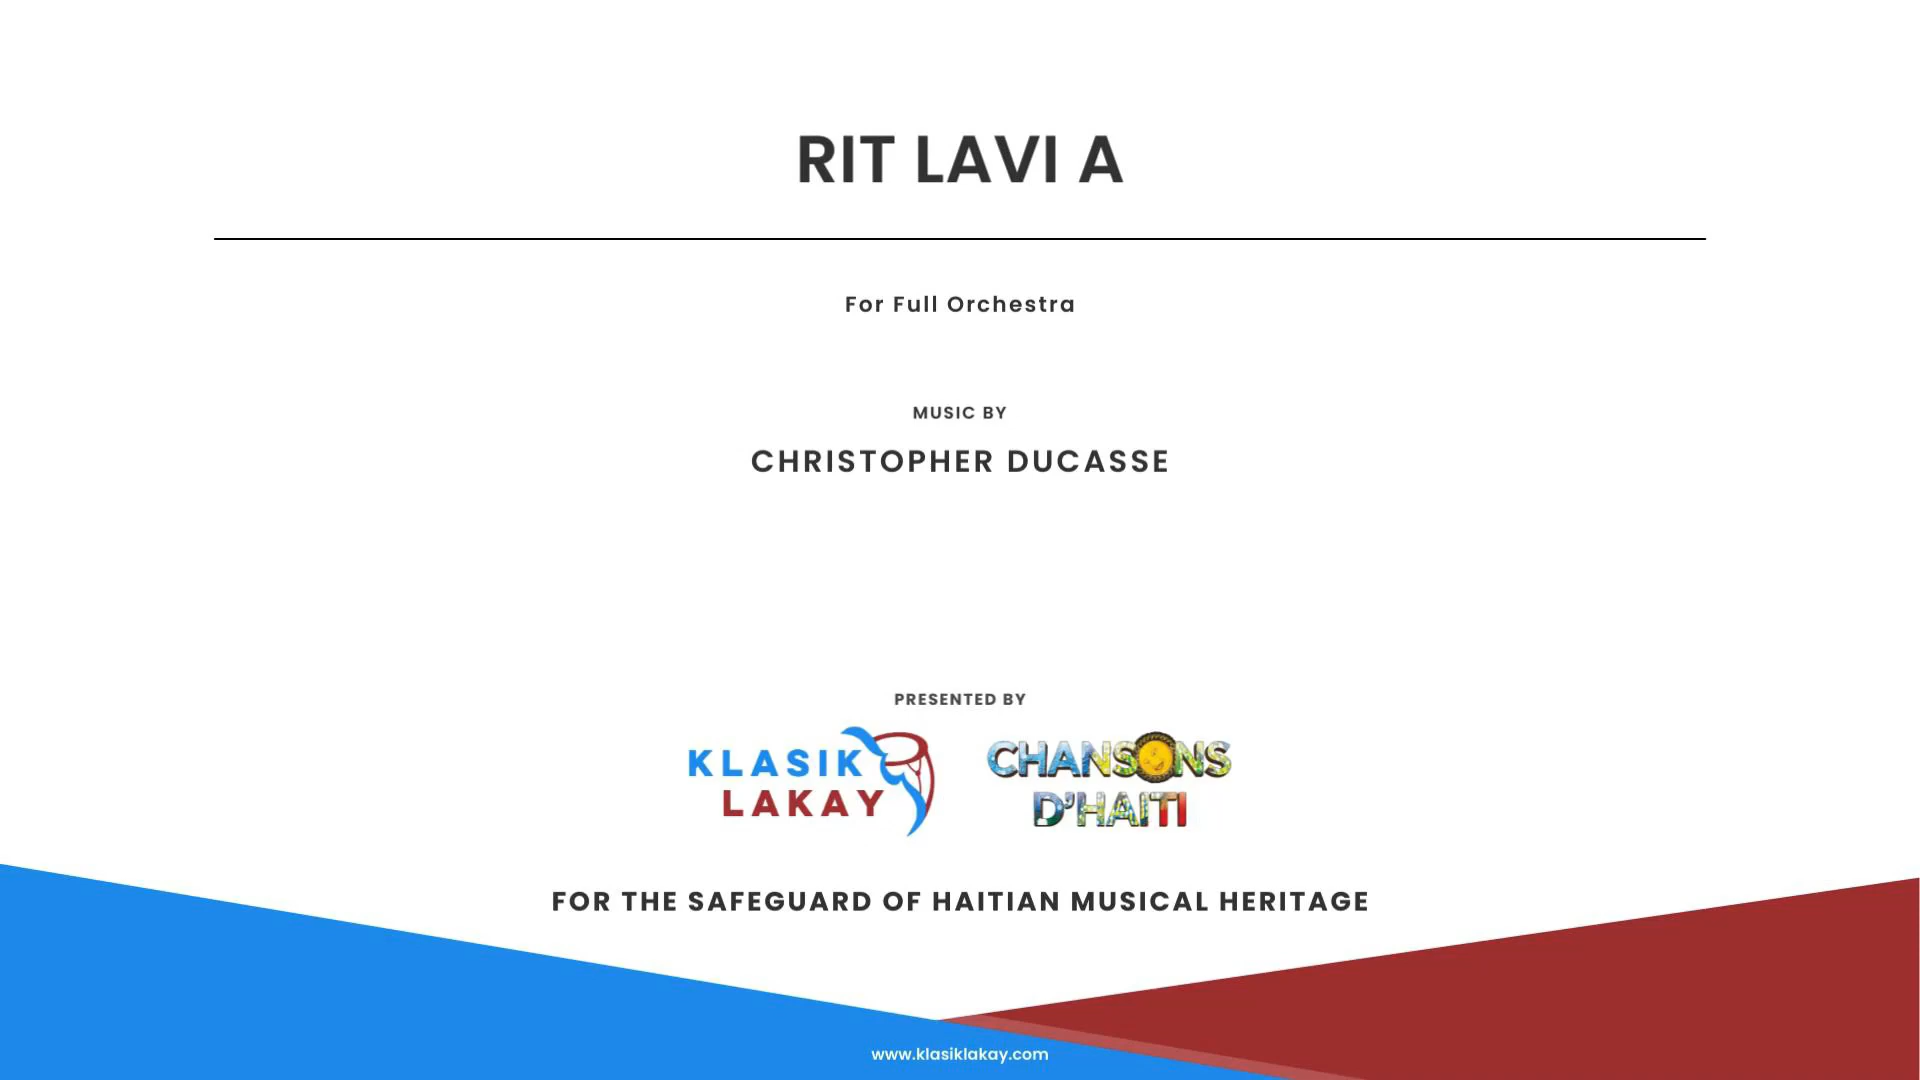 RIT LAVI A
For Full Orchestra
MUSIC BY
CHRISTOPHER DUCASSE
PRESENTED BY
KLASIK
LAKAY
CHANSONS
D'HAITI
FOR THE SAFEGUARD OF HAITIAN MUSICAL HERITAGE
www.klasiklakay.com